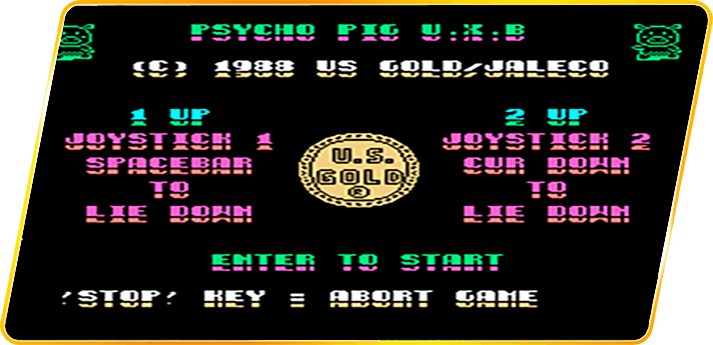 PSYCHO PIG U.X.B
(C) 1988 US GOLD/JALECO
1 UP
JOYSTICK 1
SPACEBAR
TO
LIE DOWN
U.S.
GOLD
®
2 UP
JOYSTICK 2
CUR DOWN
TO
LIE DOWN
ENTER TO START
'STOP' KEY = ABORT GAME